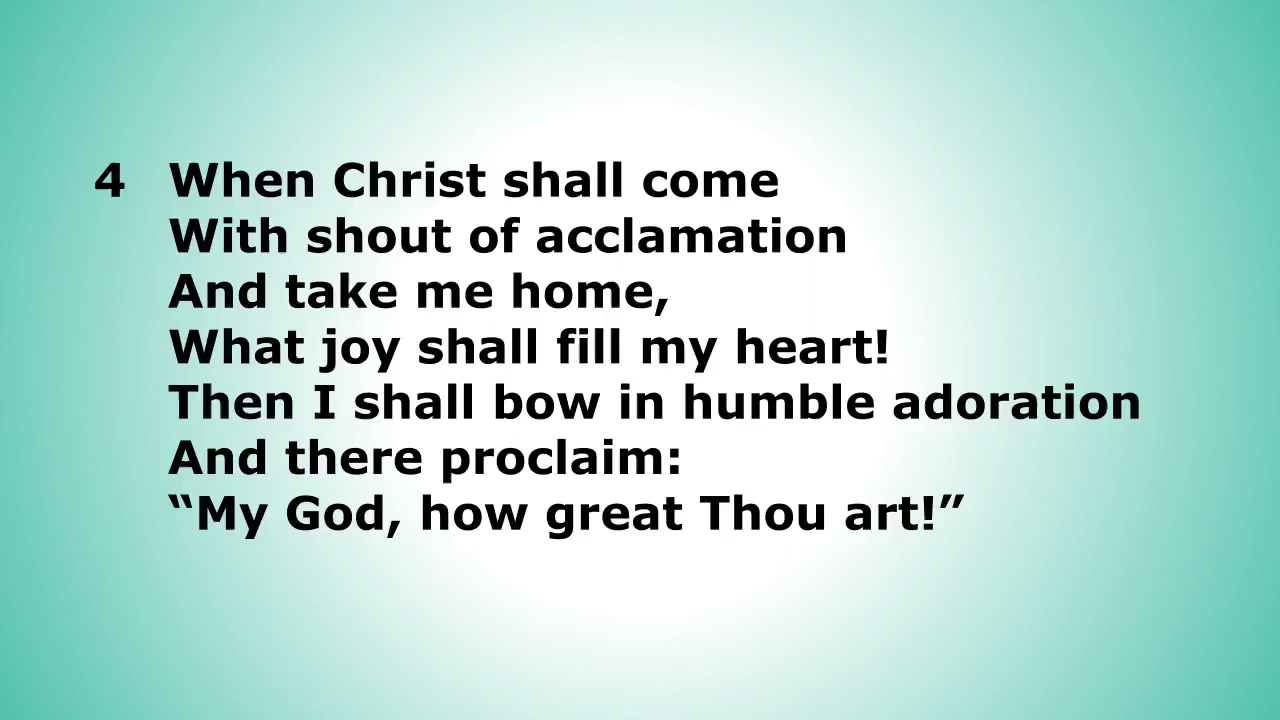 4 When Christ shall come
With shout of acclamation
And take me home,
What joy shall fill my heart!
Then I shall bow in humble adoration
And there proclaim:
“My God, how great Thou art!”